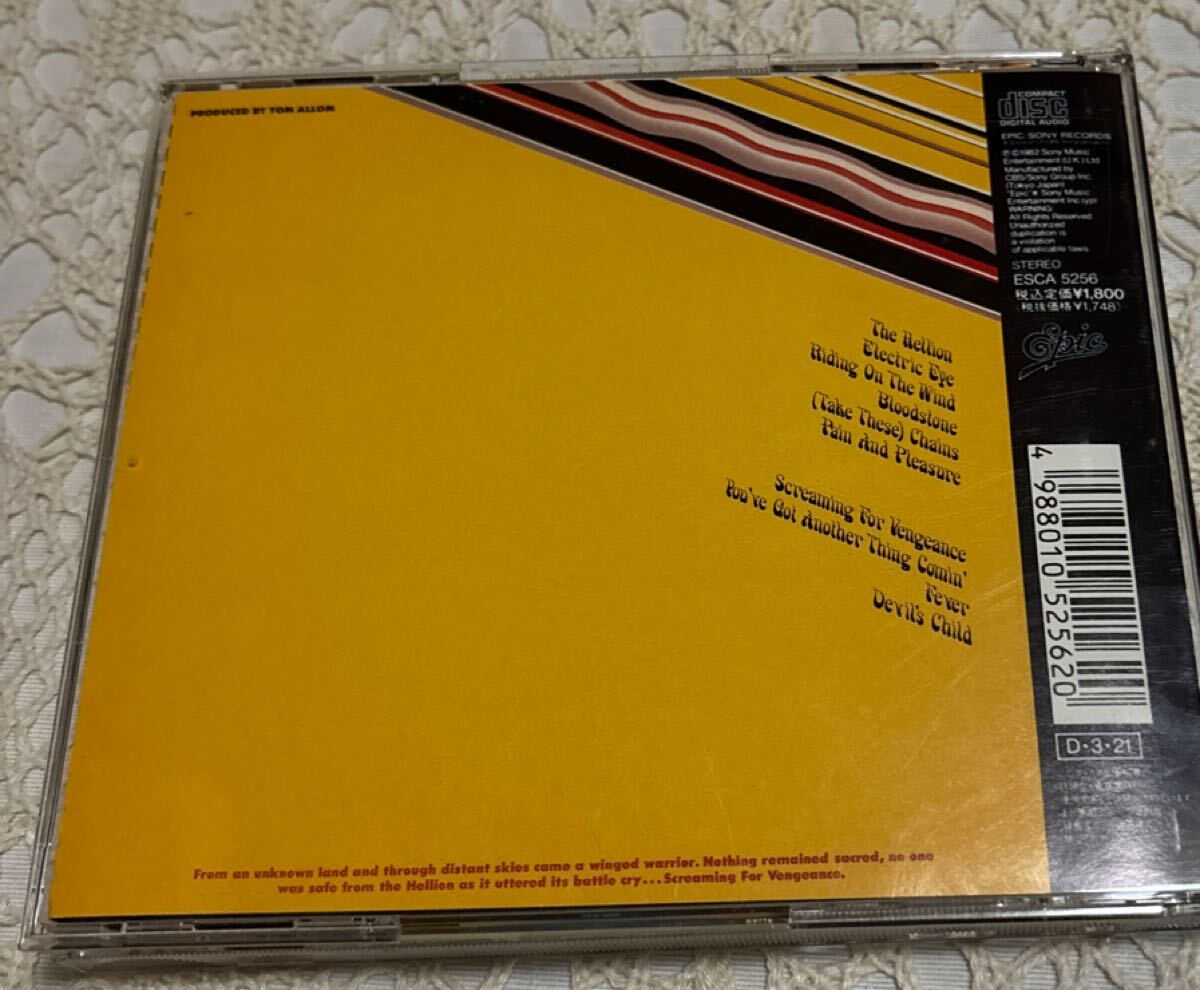 PRODUCED BY TOM ALLOM
The Hellion
Electric Eye
Riding On The Wind
Bloodstone
(Take These) Chains
Pain And Pleasure
Screaming For Vengeance
You've Got Another Thing Comin'
Fever
Devil's Child
From an unknown land and through distant skies came a winged warrior. Nothing remained sacred, no one
was safe from the Hellion as it uttered its battle cry...Screaming For Vengeance.
COMPACT
disc
DIGITAL AUDIO
EPIC SONY RECORDS
℗©1982 Sony Music
Entertainment (U.K.) Ltd
Manufactured by
CBS/Sony Group Inc.
(Tokyo Japan)
Sony Music
WARNING:
All Rights Reserved.
Unauthorized
duplication is
a violation
of applicable laws.
STEREO
ESCA 5256
税込定価¥1,800
(税抜価格¥1,748)
Epic
4 988010 525620
D・3・21